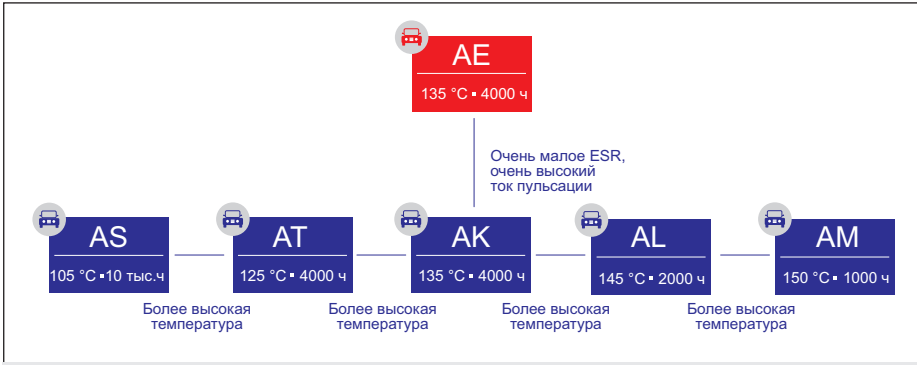 AE
135 °C ▪ 4000 ч
Очень малое ESR,
очень высокий
ток пульсации
AS
105 °C ▪10 тыс.ч
AT
125 °C ▪ 4000 ч
AK
135 °C ▪ 4000 ч
AL
145 °C ▪ 2000 ч
AM
150 °C ▪ 1000 ч
Более высокая
температура
Более высокая
температура
Более высокая
температура
Более высокая
температура